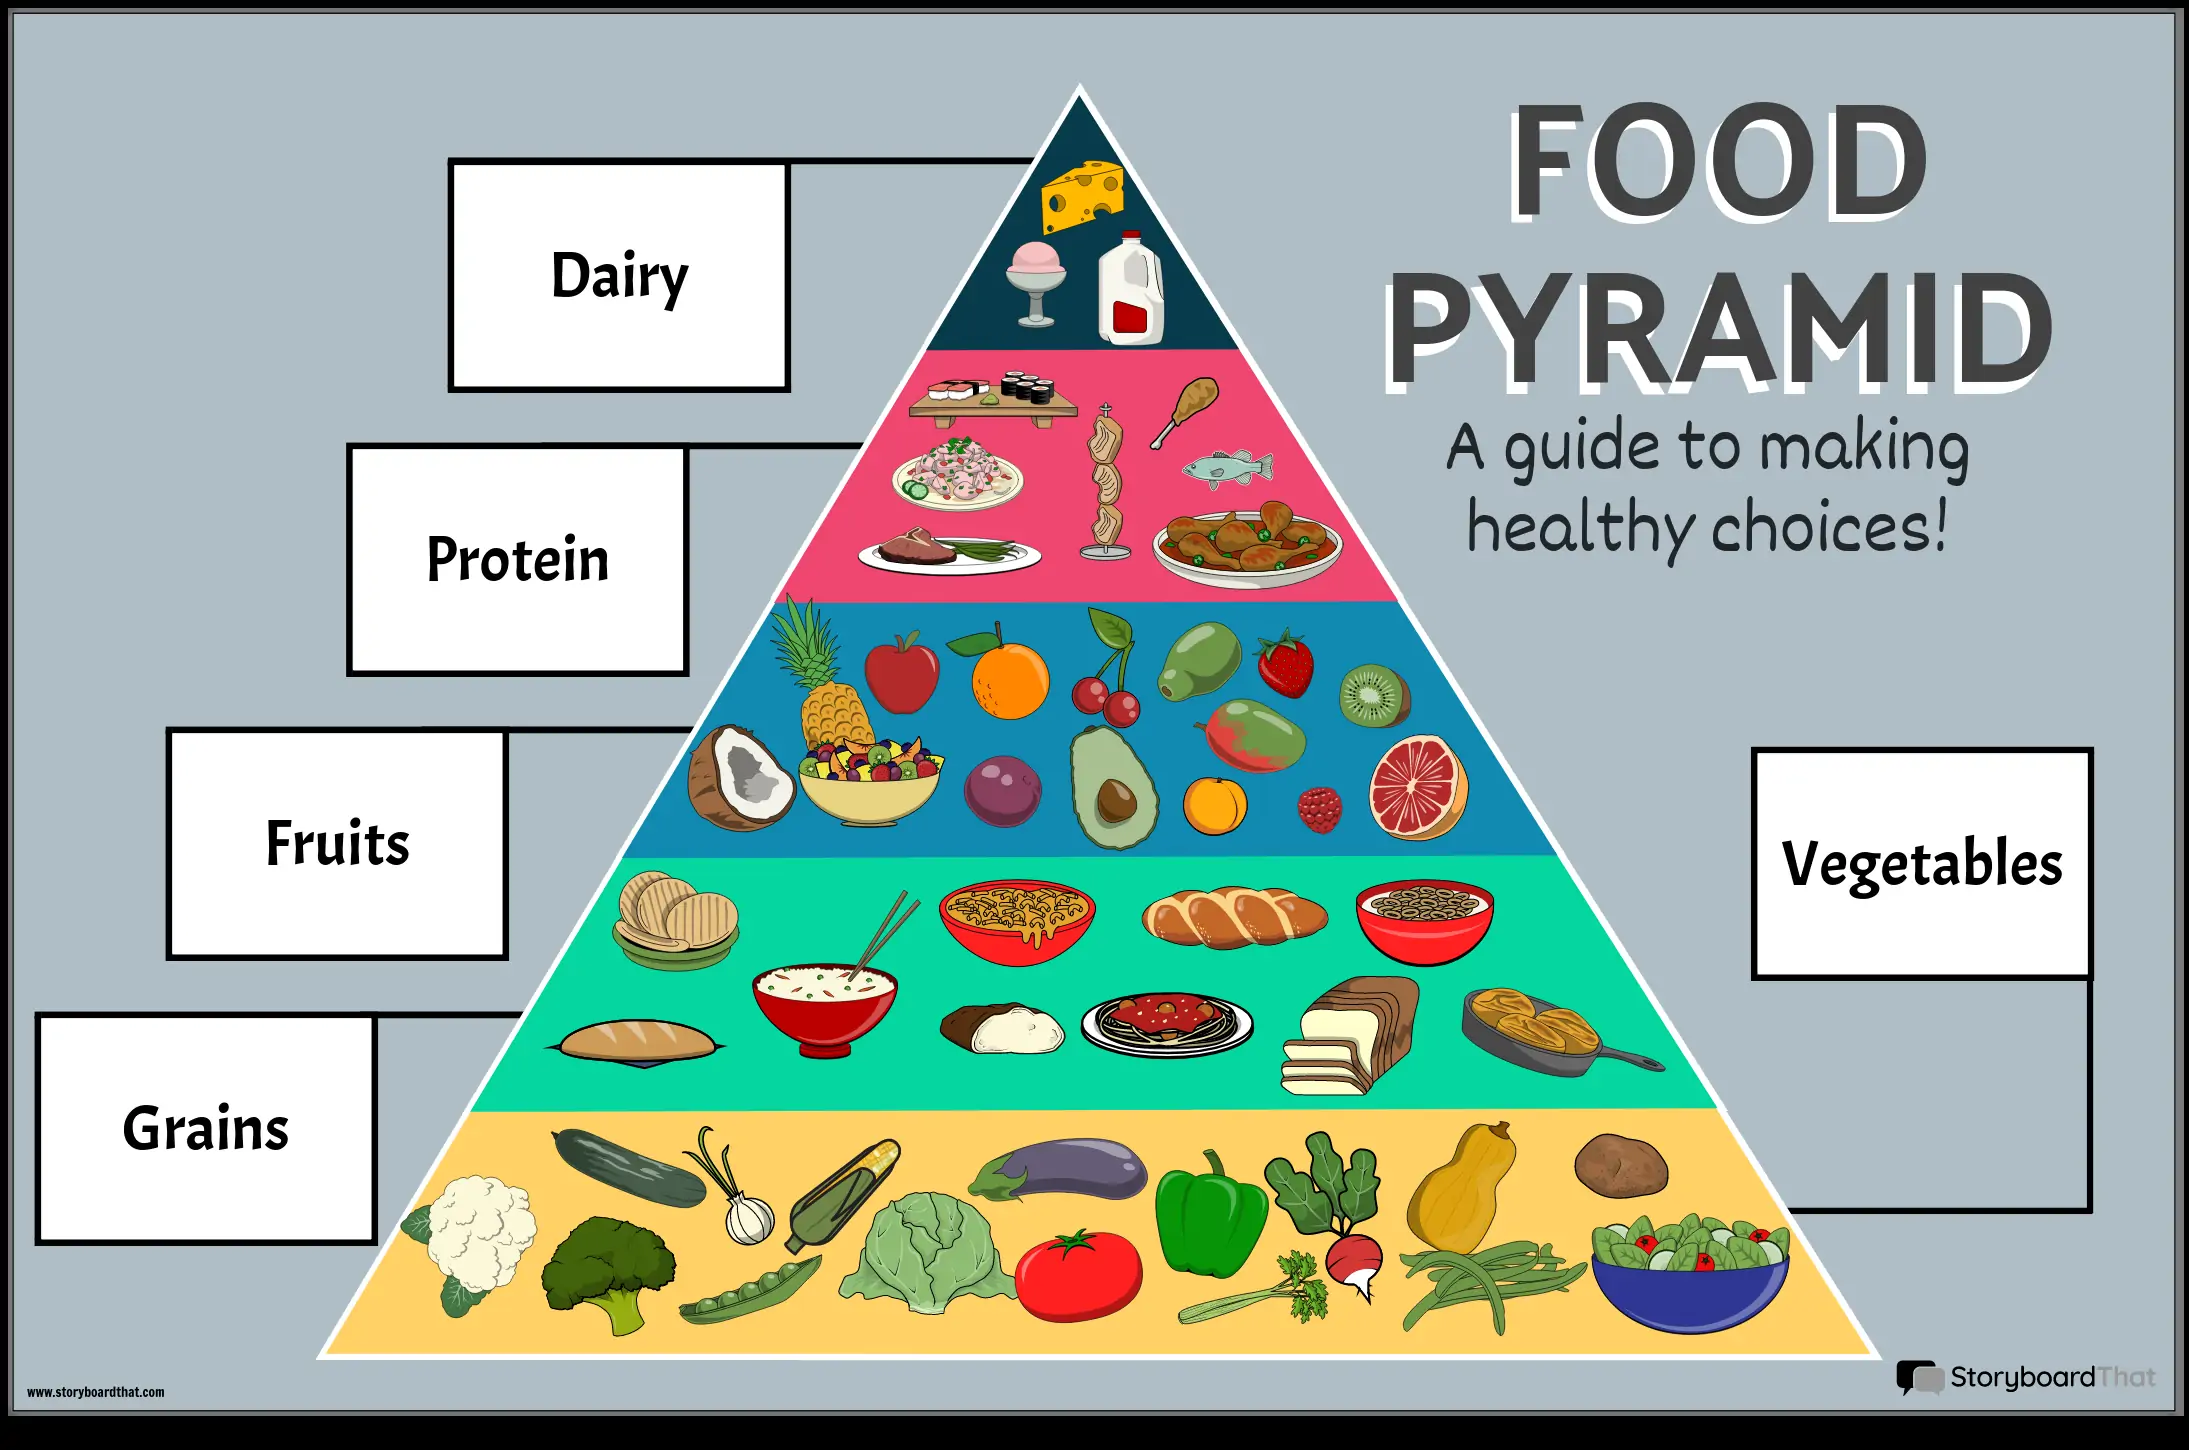 FOOD
PYRAMID
A guide to making
healthy choices!
Dairy
Protein
Fruits
Vegetables
Grains
www.storyboardthat.com
StoryboardThat